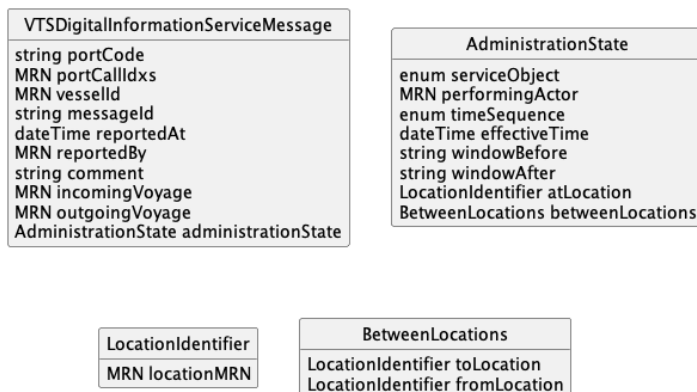 VTSDigitalInformationServiceMessage
string portCode
MRN portCallIdxs
MRN vesselId
string messageId
dateTime reportedAt
MRN reportedBy
string comment
MRN incomingVoyage
MRN outgoingVoyage
AdministrationState administrationState
AdministrationState
enum serviceObject
MRN performingActor
enum timeSequence
dateTime effectiveTime
string windowBefore
string windowAfter
LocationIdentifier atLocation
BetweenLocations betweenLocations
LocationIdentifier
MRN locationMRN
BetweenLocations
LocationIdentifier toLocation
LocationIdentifier fromLocation